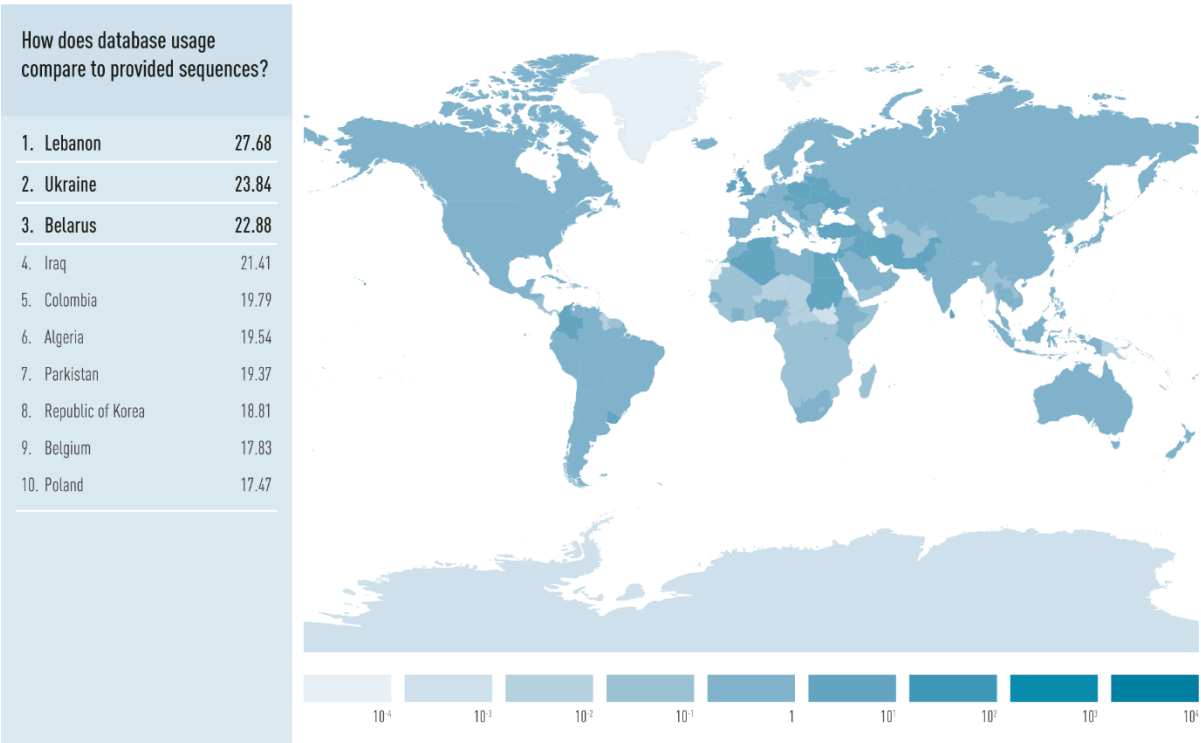 How does database usage
compare to provided sequences?
1. Lebanon 27.68
2. Ukraine 23.84
3. Belarus 22.88
4. Iraq 21.41
5. Colombia 19.79
6. Algeria 19.54
7. Parkistan 19.37
8. Republic of Korea 18.81
9. Belgium 17.83
10. Poland 17.47
10⁻⁴ 10⁻³ 10⁻² 10⁻¹ 1 10¹ 10² 10³ 10⁴